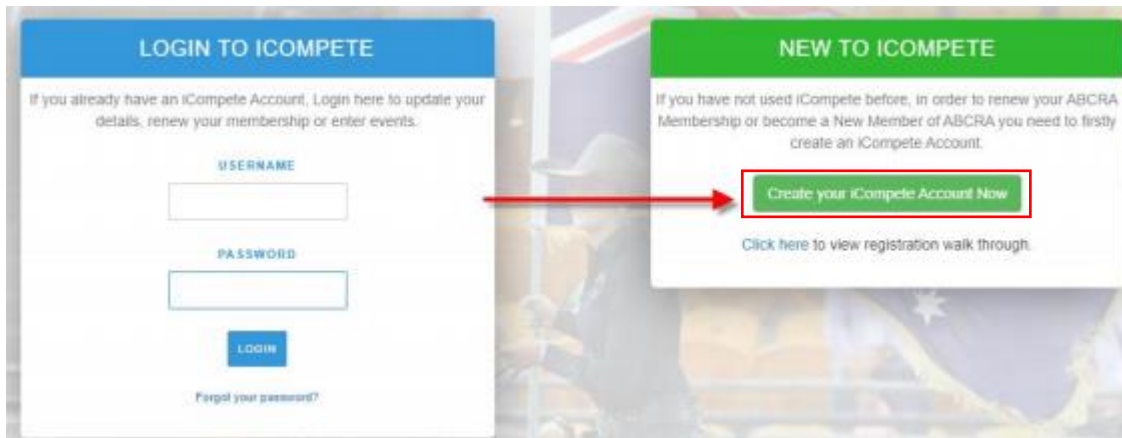 LOGIN TO ICOMPETE
If you already have an iCompete Account, Login here to update your
details, renew your membership or enter events.
USERNAME
PASSWORD
LOGIN
Forgot your password?
NEW TO ICOMPETE
If you have not used iCompete before, in order to renew your ABCRA
Membership or become a New Member of ABCRA you need to firstly
create an iCompete Account.
Create your iCompete Account Now
Click here to view registration walk through.